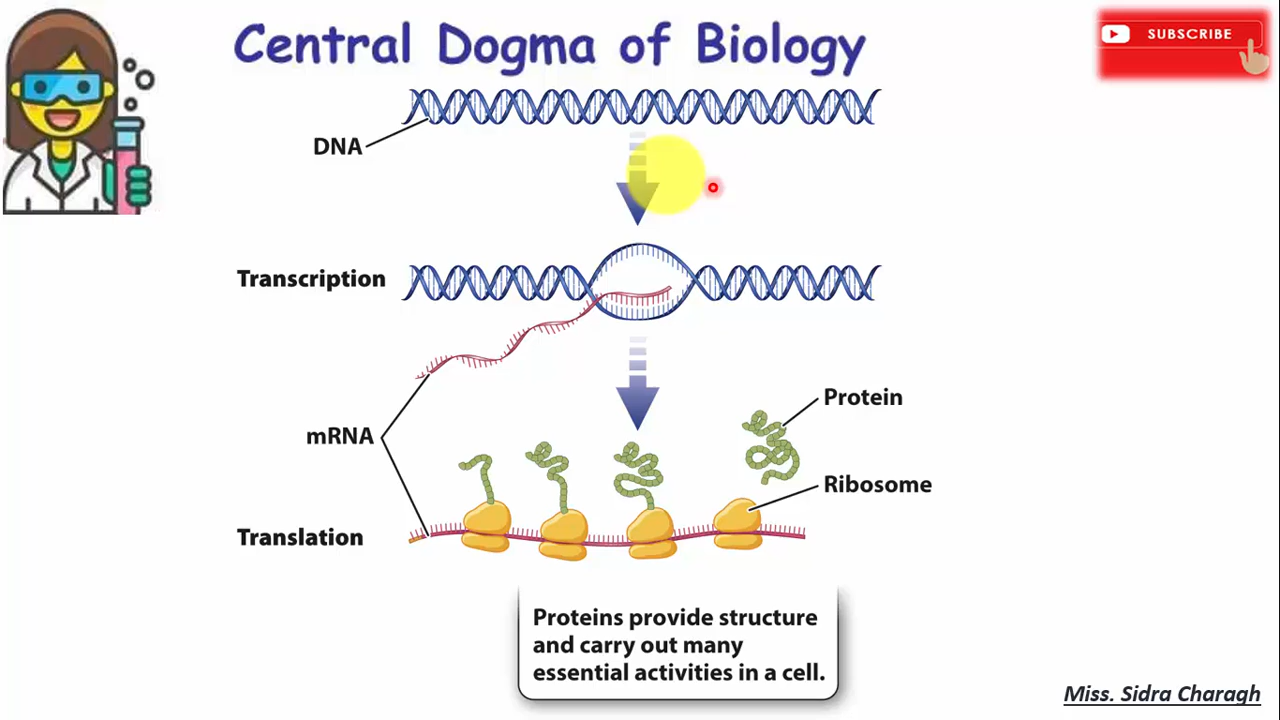 Central Dogma of Biology
SUBSCRIBE
DNA
Transcription
Protein
mRNA
Ribosome
Translation
Proteins provide structure
and carry out many
essential activities in a cell.
Miss. Sidra Charagh